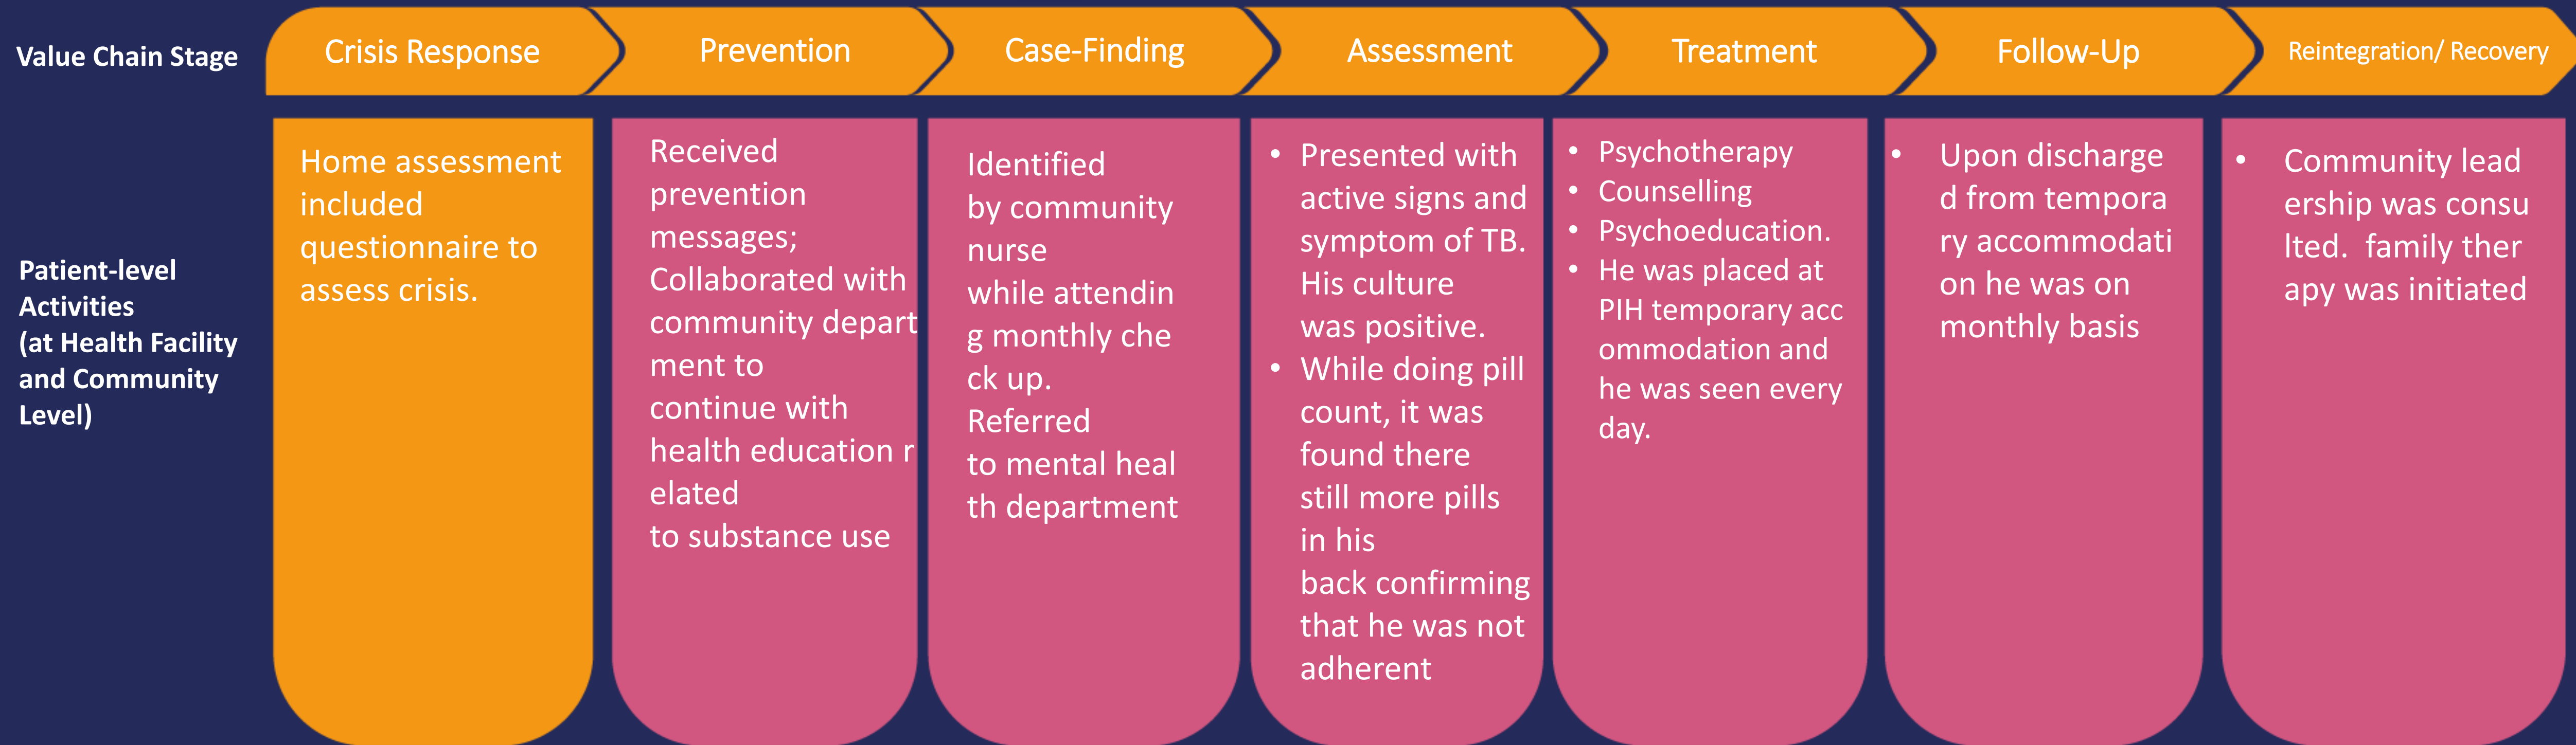 Value Chain Stage
Crisis Response
Prevention
Case-Finding
Assessment
Treatment
Follow-Up
Reintegration/ Recovery
Patient-level
Activities
(at Health Facility
and Community
Level)
Home assessment
included
questionnaire to
assess crisis.
Received
prevention
messages;
Collaborated with
community depart
ment to
continue with
health education r
elated
to substance use
Identified
by community
nurse
while attendin
g monthly che
ck up.
Referred
to mental heal
th department
• Presented with
active signs and
symptom of TB.
His culture
was positive.
• While doing pill
count, it was
found there
still more pills
in his
back confirming
that he was not
adherent
• Psychotherapy
• Counselling
• Psychoeducation.
• He was placed at
PIH temporary acc
ommodation and
he was seen every
day.
• Upon discharge
d from tempora
ry accommodati
on he was on
monthly basis
• Community lead
ership was consu
lted.  family ther
apy was initiated